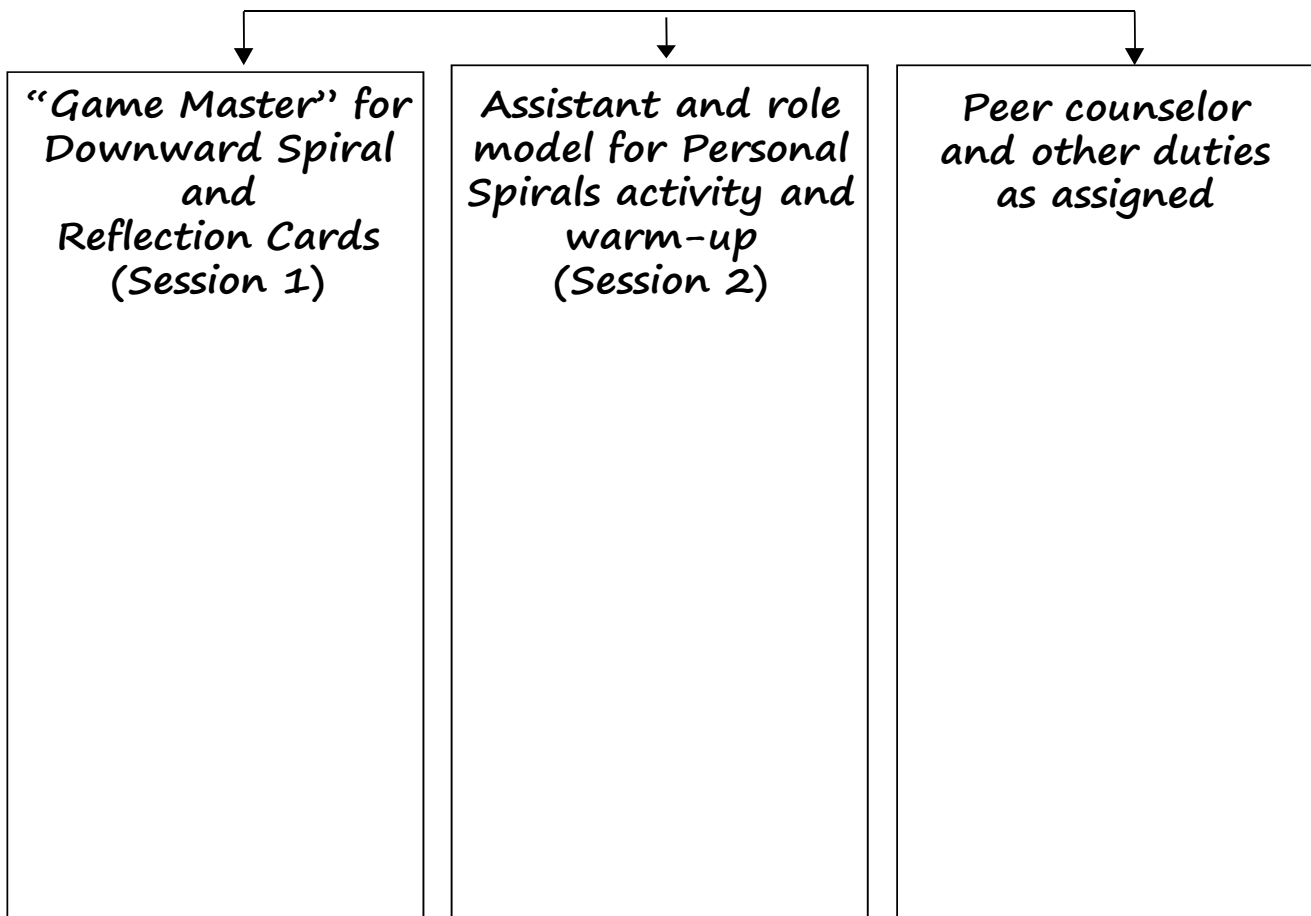 “Game Master” for
Downward Spiral
and
Reflection Cards
(Session 1)
Assistant and role
model for Personal
Spirals activity and
warm-up
(Session 2)
Peer counselor
and other duties
as assigned